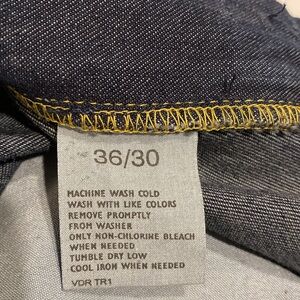 36/30
MACHINE WASH COLD
WASH WITH LIKE COLORS
REMOVE PROMPTLY
FROM WASHER
ONLY NON-CHLORINE BLEACH
WHEN NEEDED
TUMBLE DRY LOW
COOL IRON WHEN NEEDED
VDR TR1